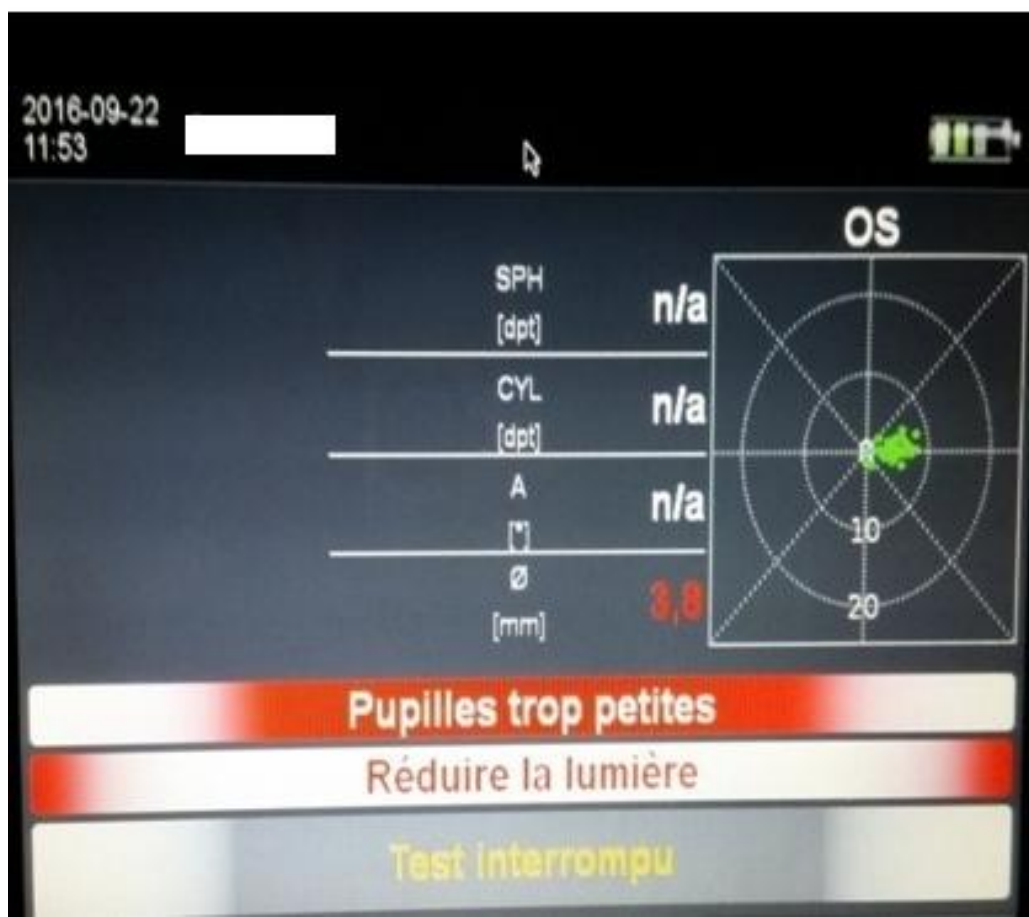 2016-09-22
11:53
OS
SPH
n/a
[dpt]
CYL
n/a
[dpt]
A
n/a
[°]
Ø
3,8
[mm]
0
10
20
Pupilles trop petites
Réduire la lumière
Test interrompu